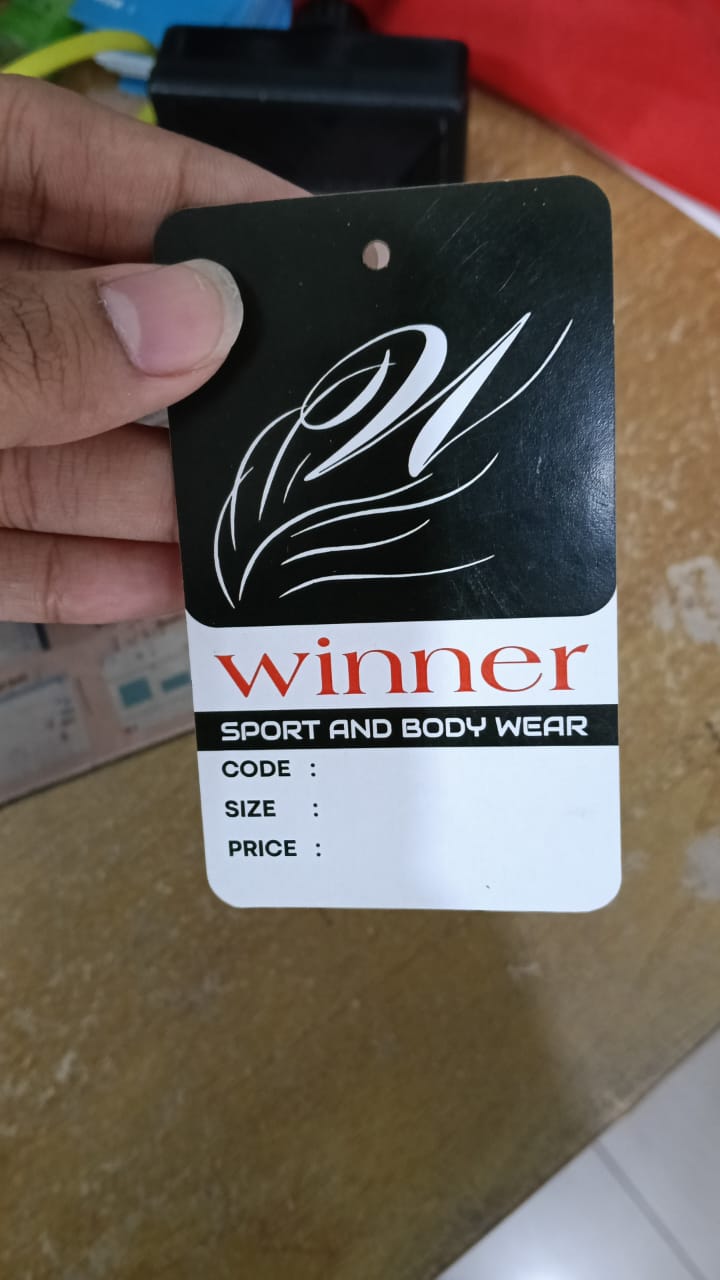 winner
SPORT AND BODY WEAR
CODE :
SIZE :
PRICE :